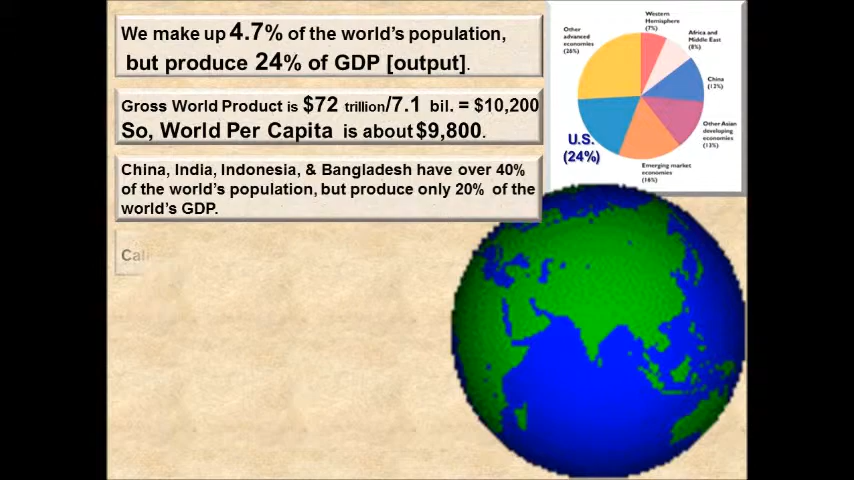 We make up 4.7% of the world's population,
but produce 24% of GDP [output].
Gross World Product is $72 trillion/7.1 bil. = $10,200
So, World Per Capita is about $9,800.
China, India, Indonesia, & Bangladesh have over 40%
of the world's population, but produce only 20% of the
world's GDP.
Western
Hemisphere
(7%)
Other
advanced
economies
(26%)
Africa and
Middle East
(8%)
China
(12%)
Other Asian
developing
economies
(13%)
U.S.
(24%)
Emerging market
economies
(16%)